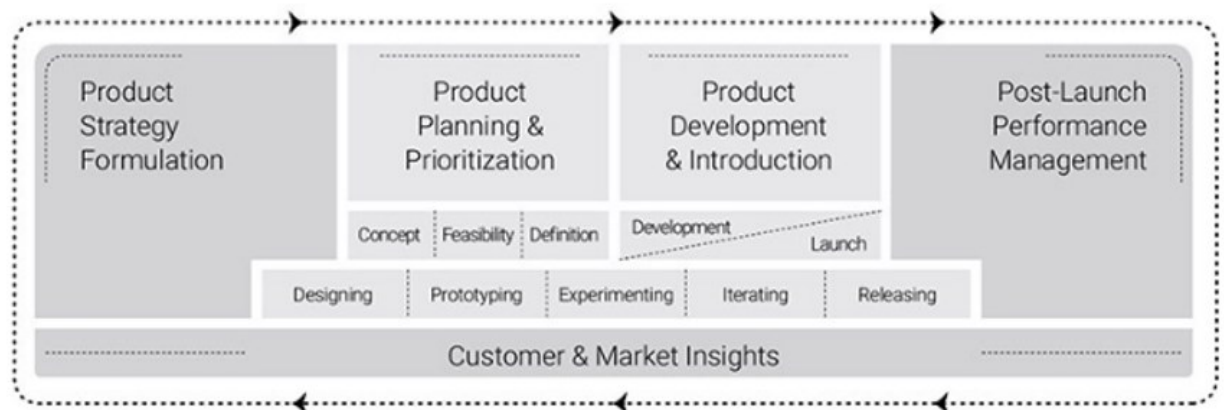 Product
Strategy
Formulation
Product
Planning &
Prioritization
Product
Development
& Introduction
Post-Launch
Performance
Management
Concept
Feasibility
Definition
Development
Launch
Designing
Prototyping
Experimenting
Iterating
Releasing
Customer & Market Insights